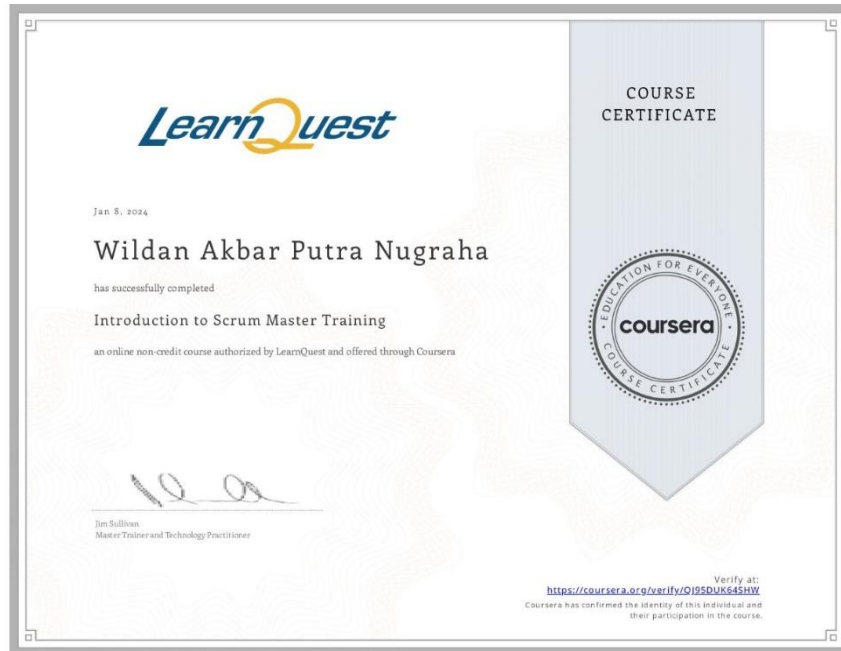 LearnQuest
COURSE
CERTIFICATE
Jan 8, 2024
Wildan Akbar Putra Nugraha
has successfully completed
Introduction to Scrum Master Training
an online non-credit course authorized by LearnQuest and offered through Coursera
EDUCATION FOR EVERYONE
coursera
COURSE CERTIFICATE
Jim Sullivan
Master Trainer and Technology Practitioner
Verify at:
https://coursera.org/verify/QJ95DUK64SHW
Coursera has confirmed the identity of this individual and
their participation in the course.